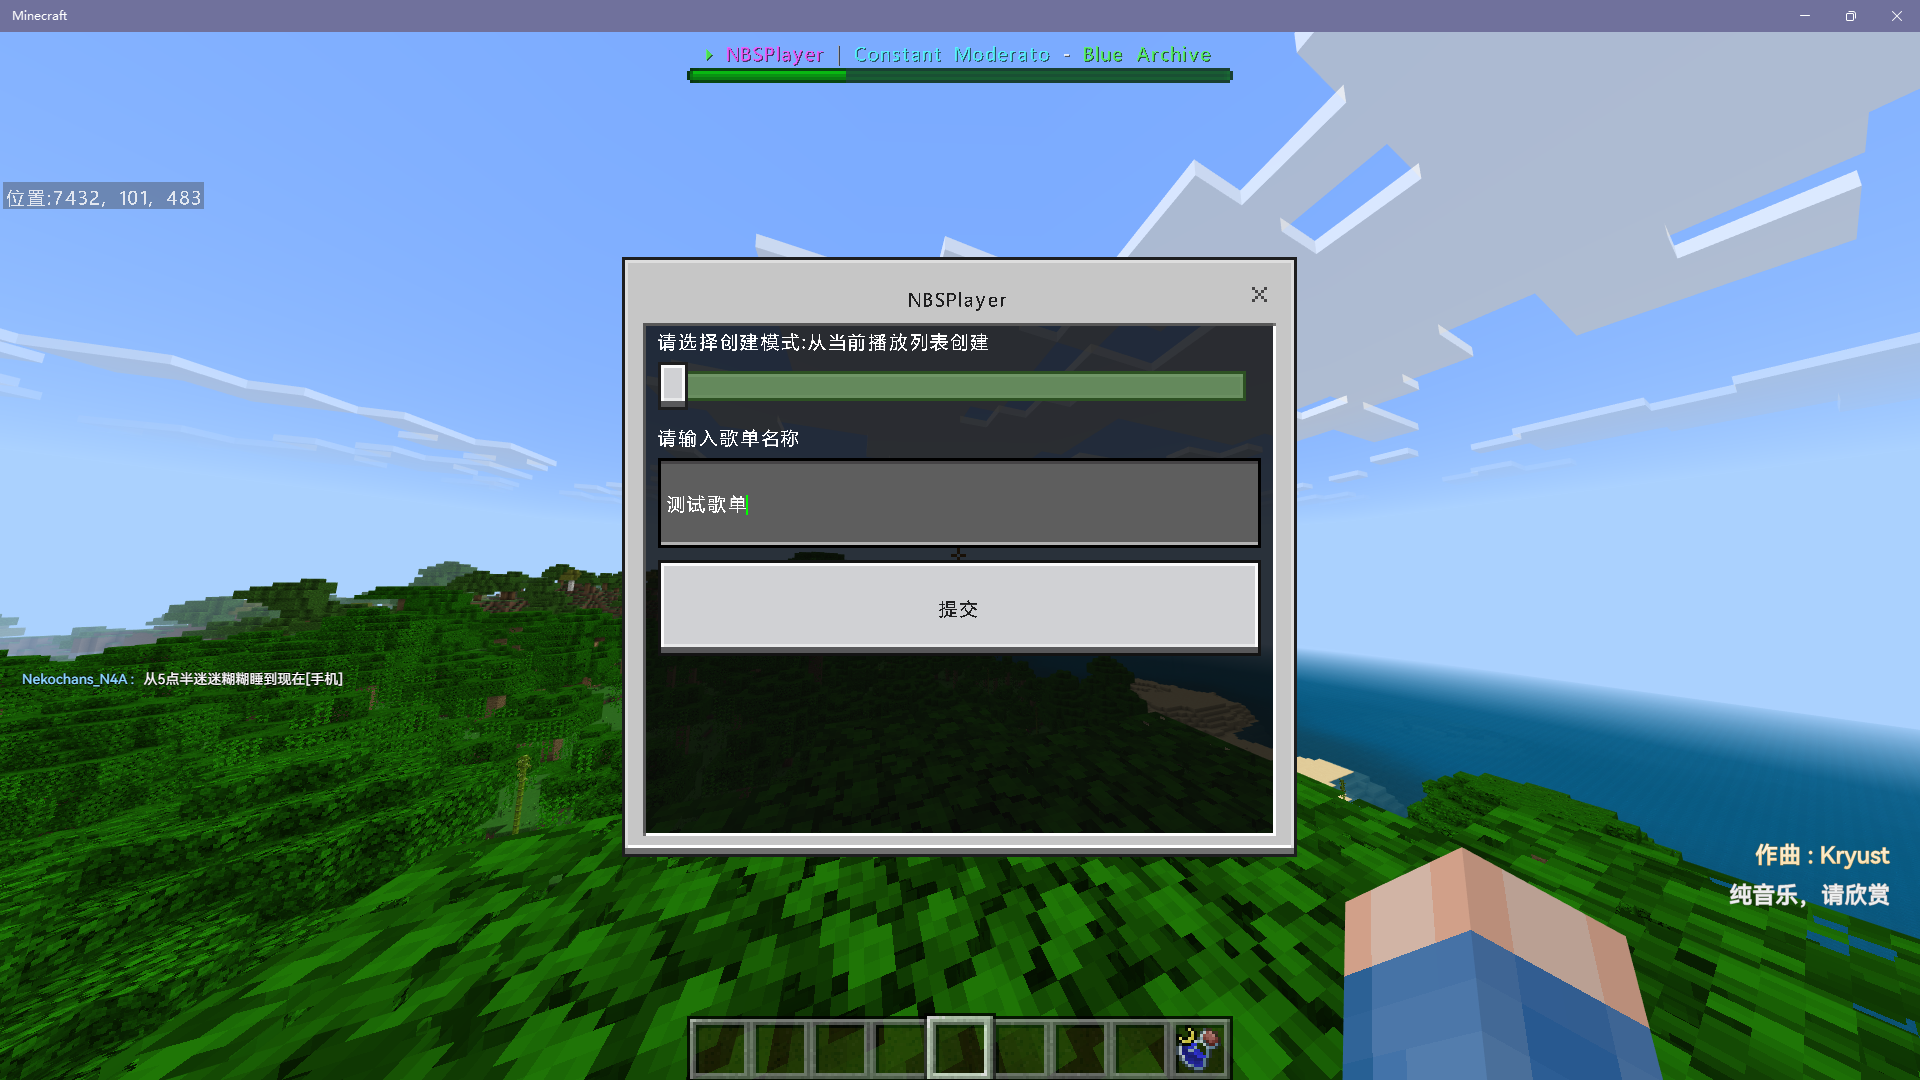 Minecraft
NBSPlayer | Constant Moderato - Blue Archive
位置:7432, 101, 483
NBSPlayer
请选择创建模式:从当前播放列表创建
请输入歌单名称
测试歌单
提交
Nekochans_N4A : 从5点半迷迷糊糊睡到现在[手机]
作曲 : Kryust
纯音乐，请欣赏